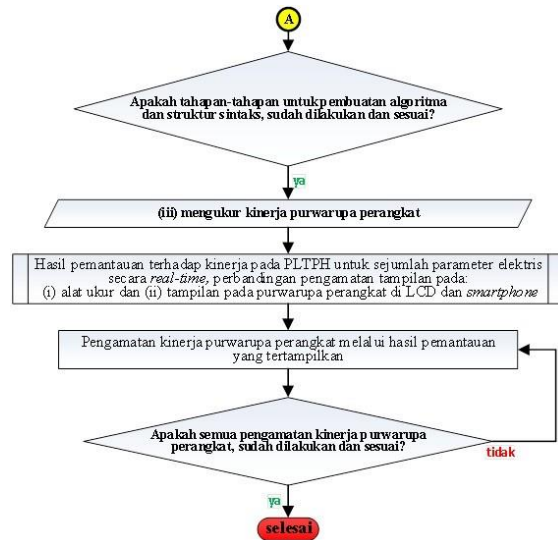 A
Apakah tahapan-tahapan untuk pembuatan algoritma
dan struktur sintaks, sudah dilakukan dan sesuai?
ya
(iii) mengukur kinerja purwarupa perangkat
Hasil pemantauan terhadap kinerja pada PLTPH untuk sejumlah parameter elektris
secara real-time, perbandingan pengamatan tampilan pada:
(i) alat ukur dan (ii) tampilan pada purwarupa perangkat di LCD dan smartphone
Pengamatan kinerja purwarupa perangkat melalui hasil pemantauan
yang tertampilkan
Apakah semua pengamatan kinerja purwarupa
perangkat, sudah dilakukan dan sesuai?
tidak
ya
selesai